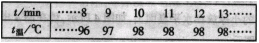 t/min ……8 9 10 11 12 13……
t温/℃ ……96 97 98 98 98 98……